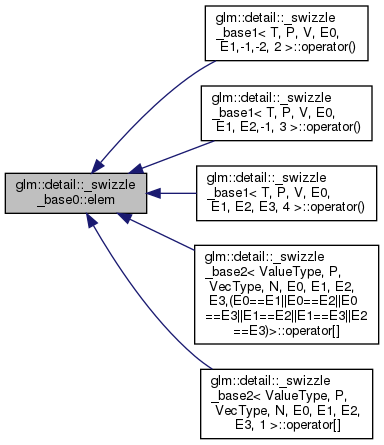 glm::detail::_swizzle
_base1< T, P, V, E0,
E1,-1,-2, 2 >::operator()
glm::detail::_swizzle
_base1< T, P, V, E0,
E1, E2,-1, 3 >::operator()
glm::detail::_swizzle
_base0::elem
glm::detail::_swizzle
_base1< T, P, V, E0,
E1, E2, E3, 4 >::operator()
glm::detail::_swizzle
_base2< ValueType, P,
VecType, N, E0, E1, E2,
E3,(E0==E1||E0==E2||E0
==E3||E1==E2||E1==E3||E2
==E3)>::operator[]
glm::detail::_swizzle
_base2< ValueType, P,
VecType, N, E0, E1, E2,
E3, 1 >::operator[]